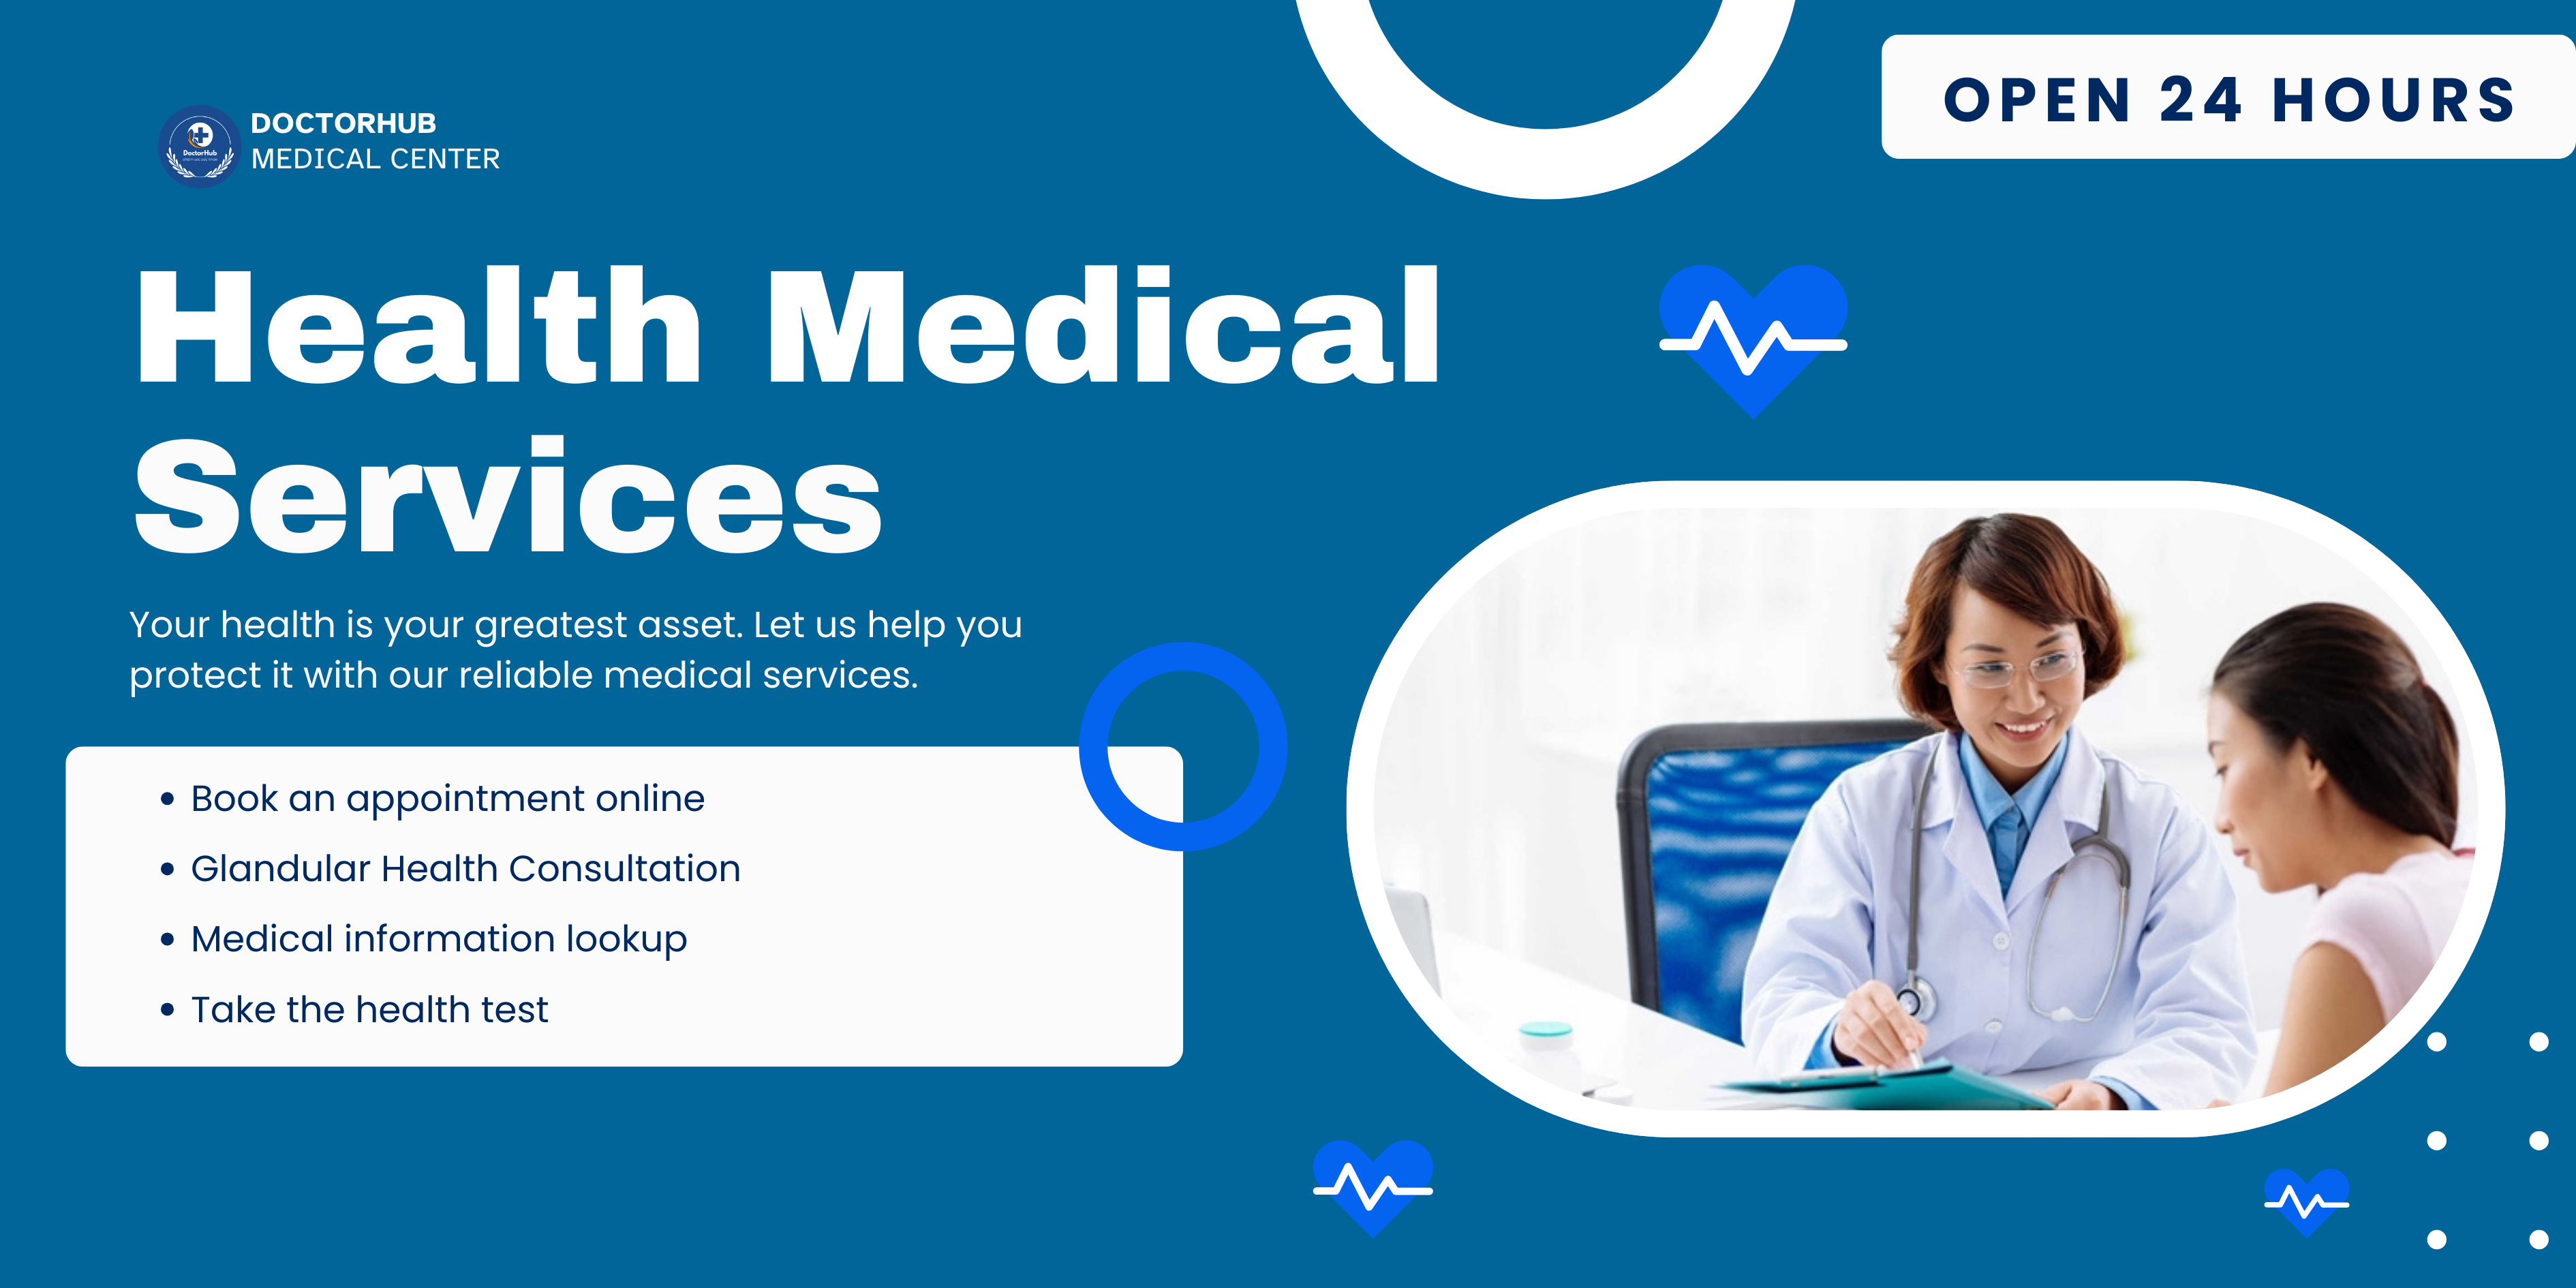 DoctorHub
DOCTORHUB
MEDICAL CENTER
OPEN 24 HOURS
Health Medical
Services
Your health is your greatest asset. Let us help you
protect it with our reliable medical services.
• Book an appointment online
• Glandular Health Consultation
• Medical information lookup
• Take the health test